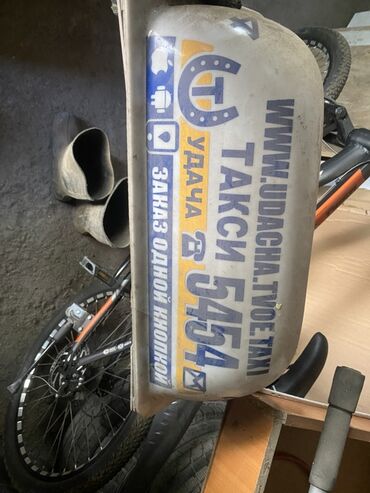 WWW.UDACHA.TVOE.TAXI
ТАКСИ 5454
УДАЧА
ЗАКАЗ ОДНОЙ КНОПКОЙ